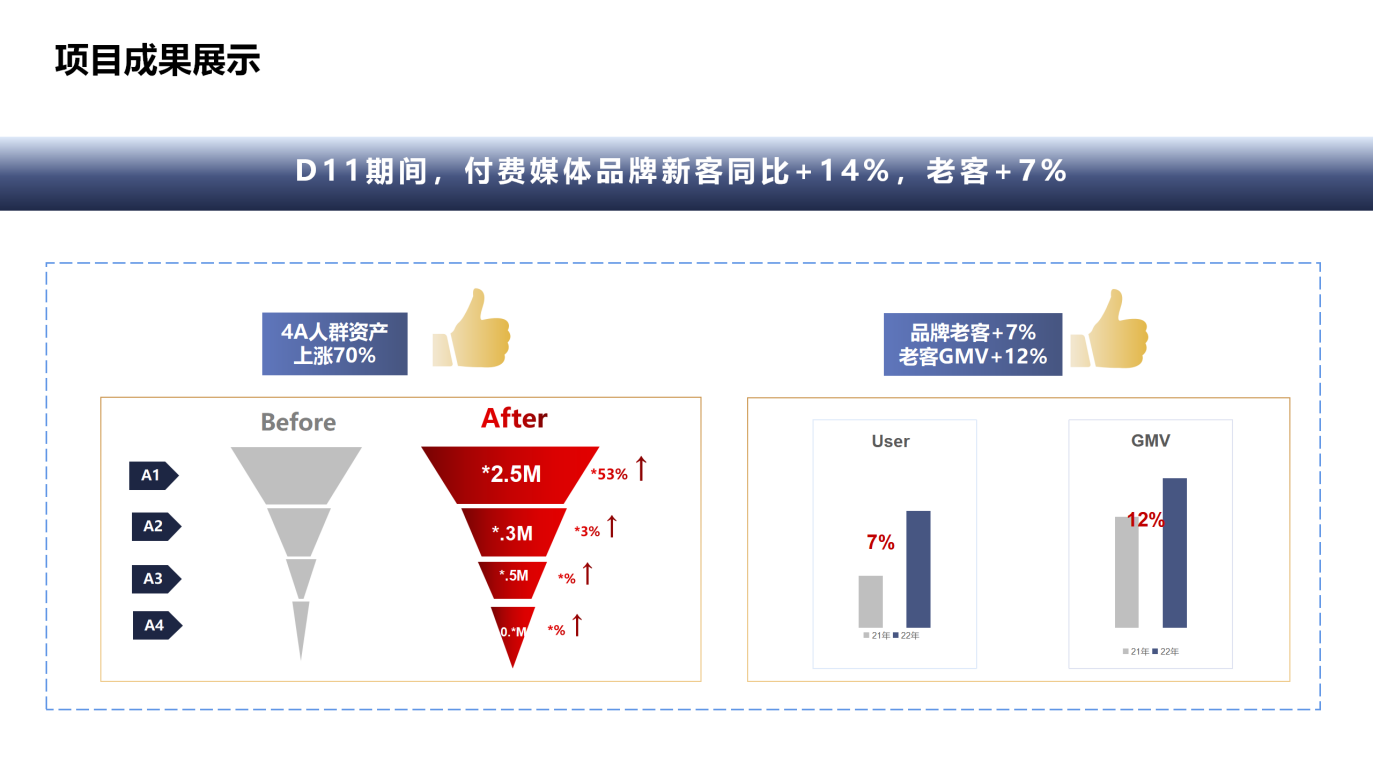 项目成果展示
D11期间，付费媒体品牌新客同比+14%，老客+7%
4A人群资产
上涨70%
Before
After
A1
*2.5M
*53%
A2
*.3M
*3%
A3
*.5M
*%
A4
0.*M
*%
品牌老客+7%
老客GMV+12%
User
7%
21年 22年
GMV
12%
21年 22年